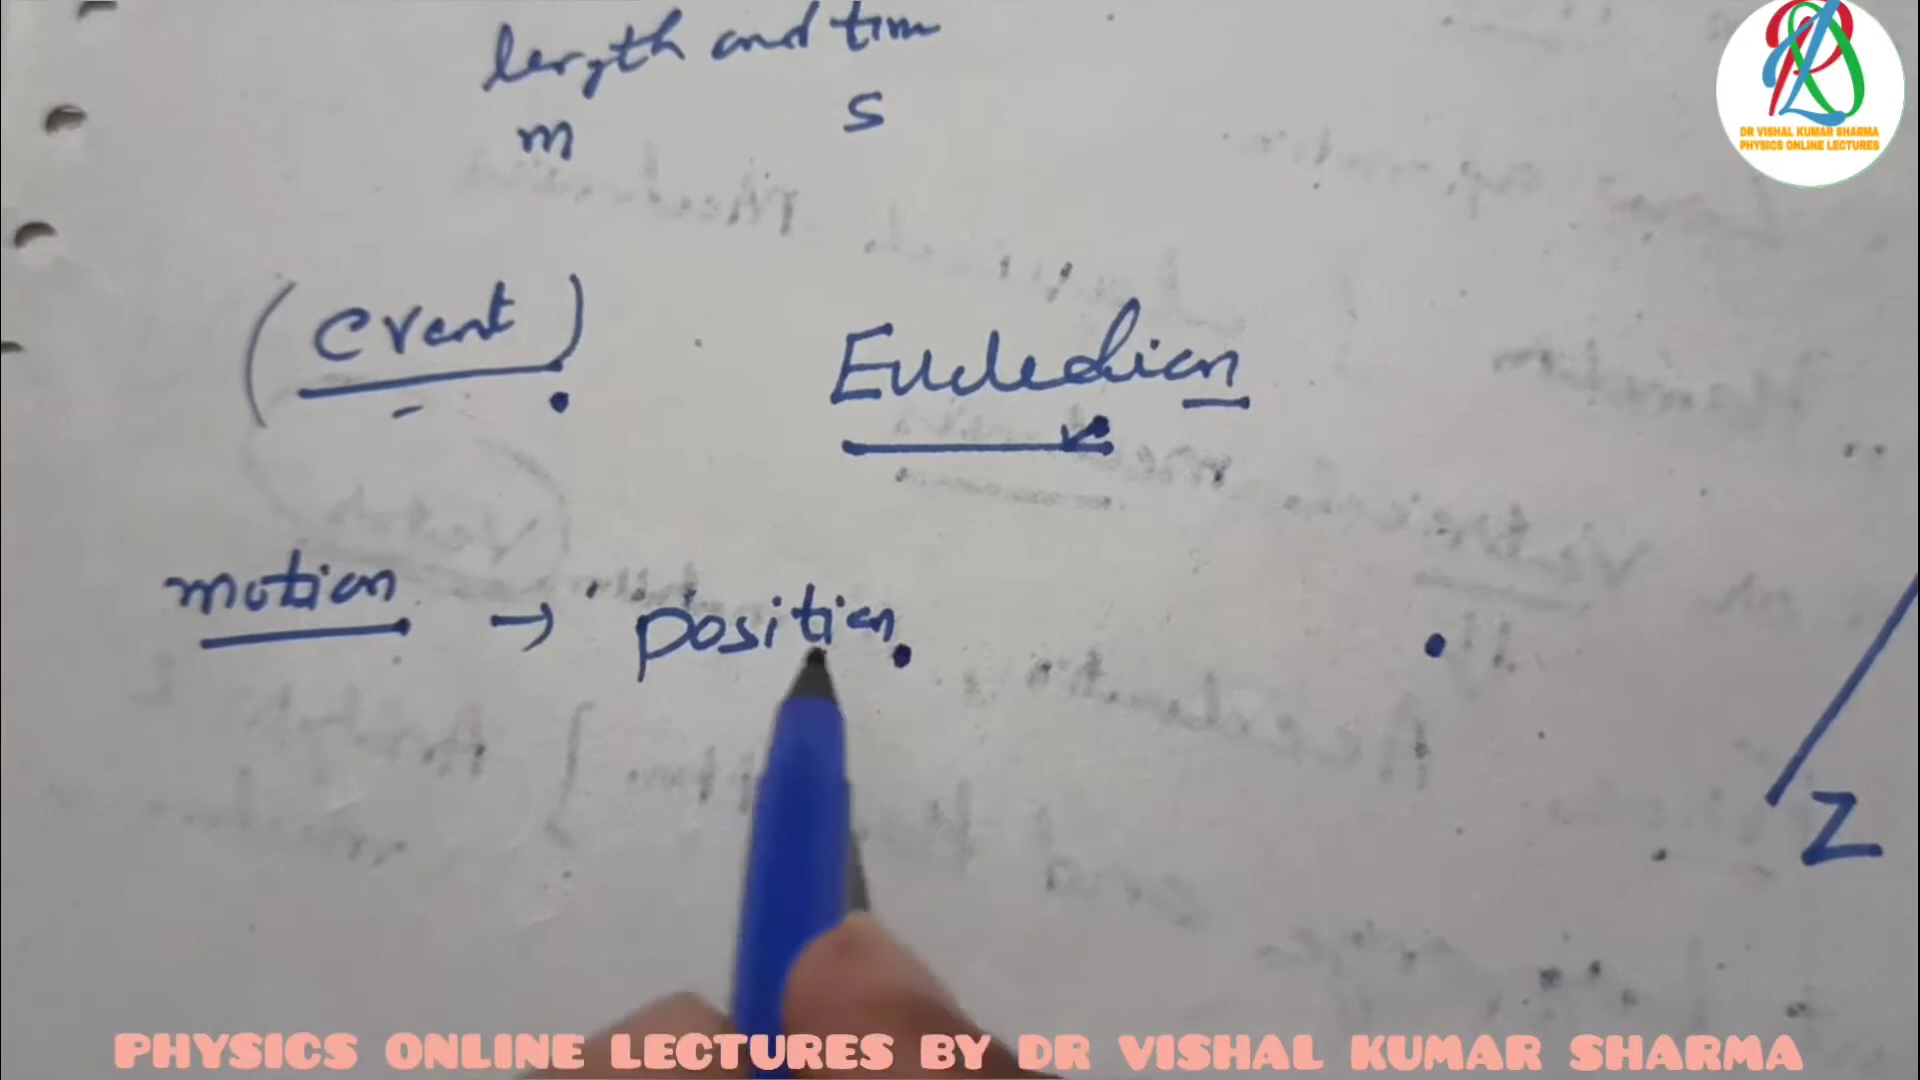 length and time
m s
(event) Eucledian
motion → position
Z
DR VISHAL KUMAR SHARMA
PHYSICS ONLINE LECTURES
PHYSICS ONLINE LECTURES BY DR VISHAL KUMAR SHARMA